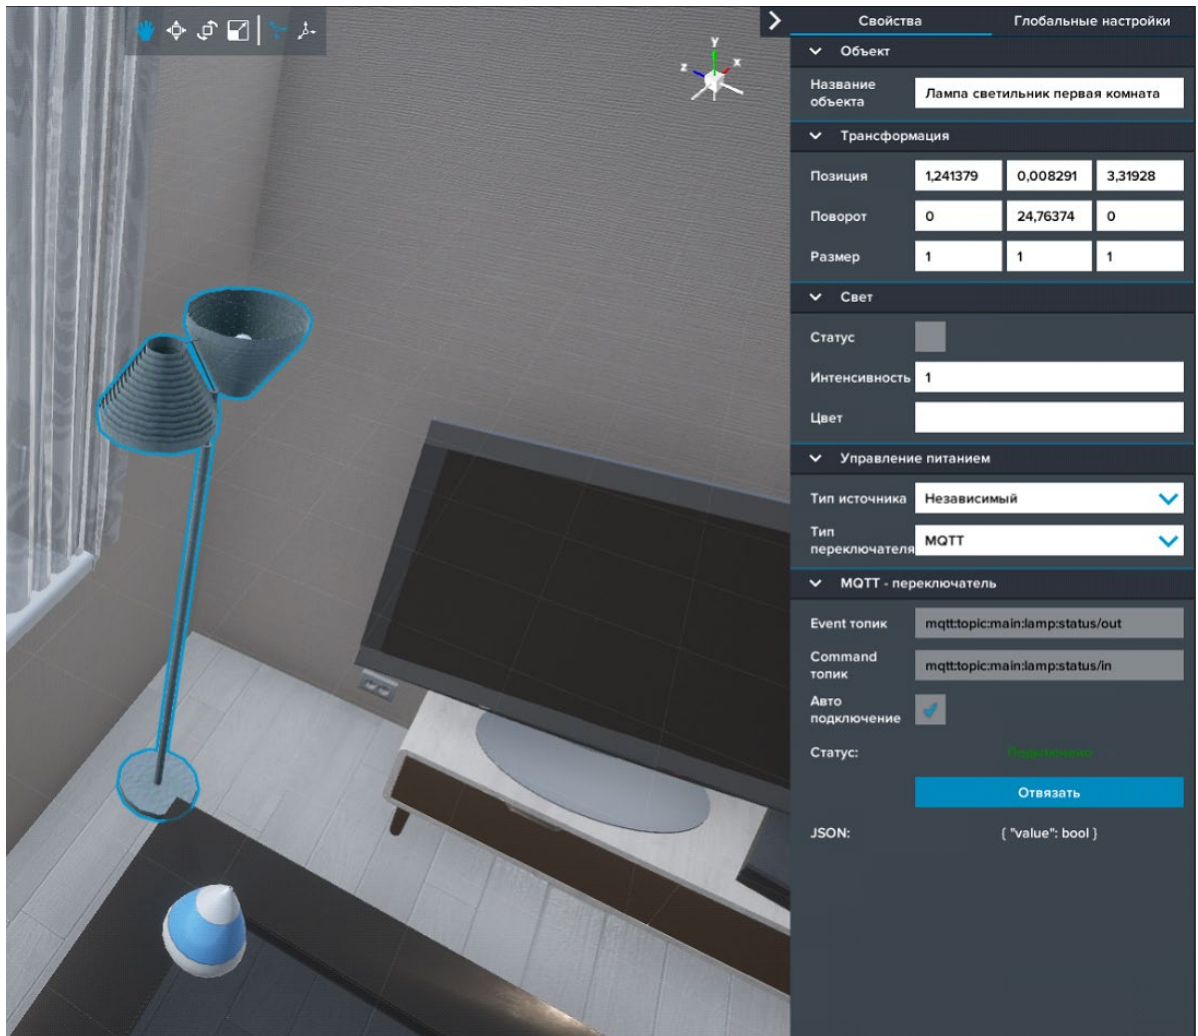 y
z
x
Свойства
Глобальные настройки
Объект
Название
объекта
Лампа светильник первая комната
Трансформация
Позиция
1,241379
0,008291
3,31928
Поворот
0
24,76374
0
Размер
1
1
1
Свет
Статус
Интенсивность
1
Цвет
Управление питанием
Тип источника
Независимый
Тип
переключателя
MQTT
MQTT - переключатель
Event топик
mqtt:topic:main:lamp:status/out
Command
топик
mqtt:topic:main:lamp:status/in
Авто
подключение
Статус:
Подключено
Отвязать
JSON:
{ "value": bool }